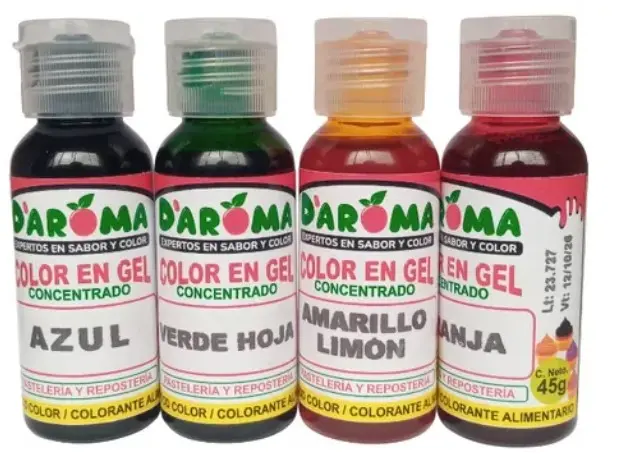 D'AROMA
EXPERTOS EN SABOR Y COLOR
COLOR EN GEL
CONCENTRADO
AZUL
PASTELERÍA Y REPOSTERÍA
COLOR / COLORANTE
D'AROMA
EXPERTOS EN SABOR Y COLOR
COLOR EN GEL
CONCENTRADO
VERDE HOJA
PASTELERÍA Y REPOSTERÍA
COLOR / COLORANTE
D'AROMA
EXPERTOS EN SABOR Y COLOR
COLOR EN GEL
CONCENTRADO
AMARILLO
LIMÓN
PASTELERÍA Y REPOSTERÍA
COLOR / COLORANTE
AROMA
EN SABOR Y COLOR
EN GEL
CONCENTRADO
ANJA
Y REPOSTERÍA
COLOR / COLORANTE ALIMENTARIO
Lt: 23.727
Vt: 12/10/26
C. Neto.
45g